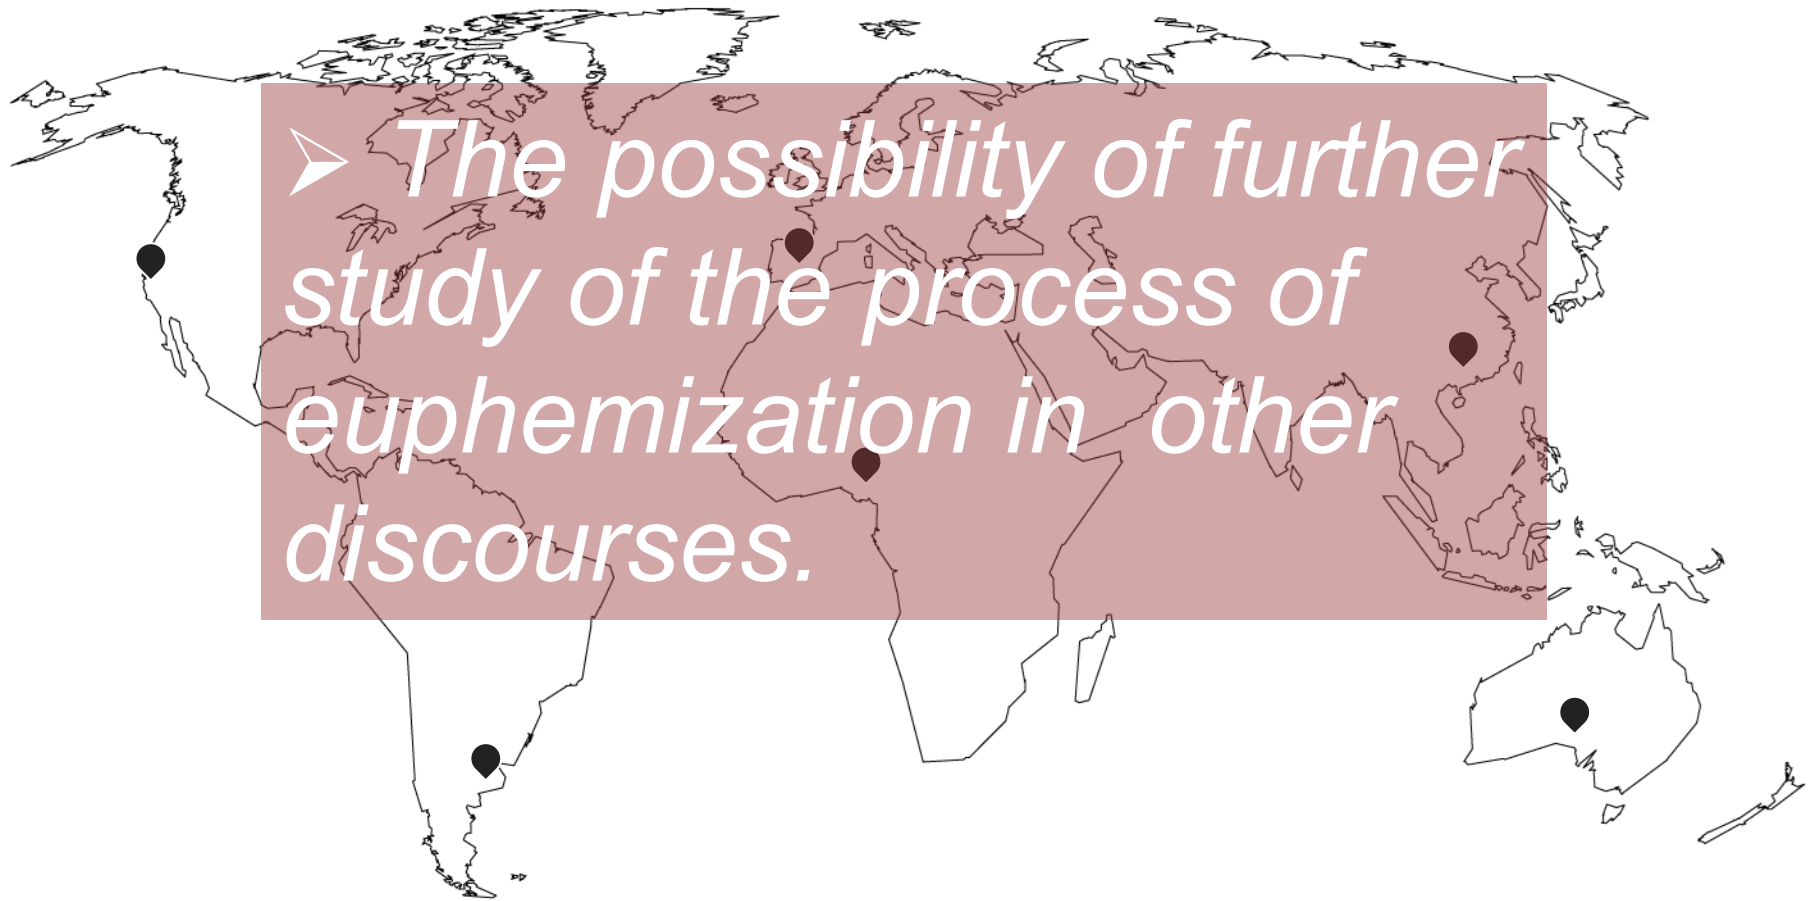 ➢ The possibility of further
study of the process of
euphemization in  other
discourses.